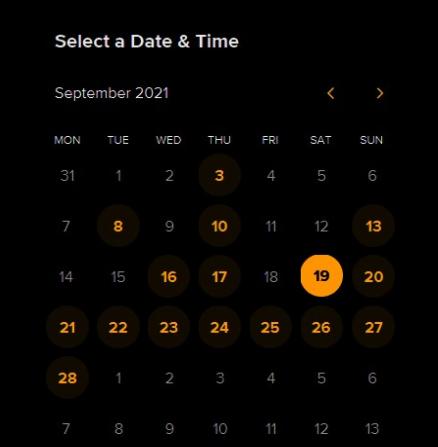 Select a Date & Time
September 2021
MON TUE WED THU FRI SAT SUN
31 1 2 3 4 5 6
7 8 9 10 11 12 13
14 15 16 17 18 19 20
21 22 23 24 25 26 27
28 1 2 3 4 5 6
7 8 9 10 11 12 13